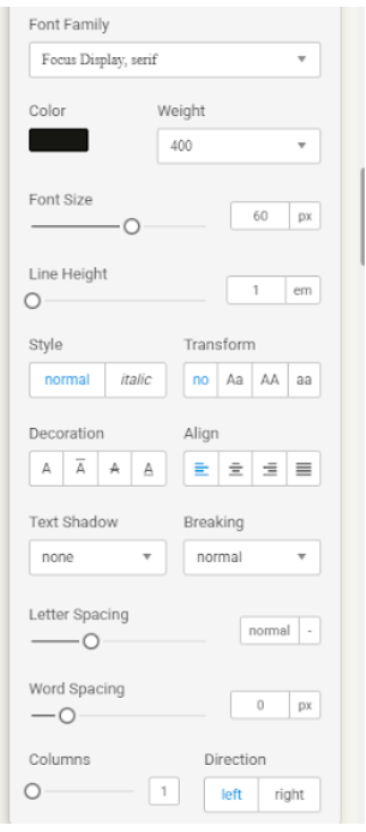 Font Family
Focus Display, serif
Color Weight
400
Font Size
60 px
Line Height
1 em
Style Transform
normal italic no Aa AA aa
Decoration Align
A A A A
Text Shadow Breaking
none normal
Letter Spacing
normal -
Word Spacing
0 px
Columns Direction
1 left right